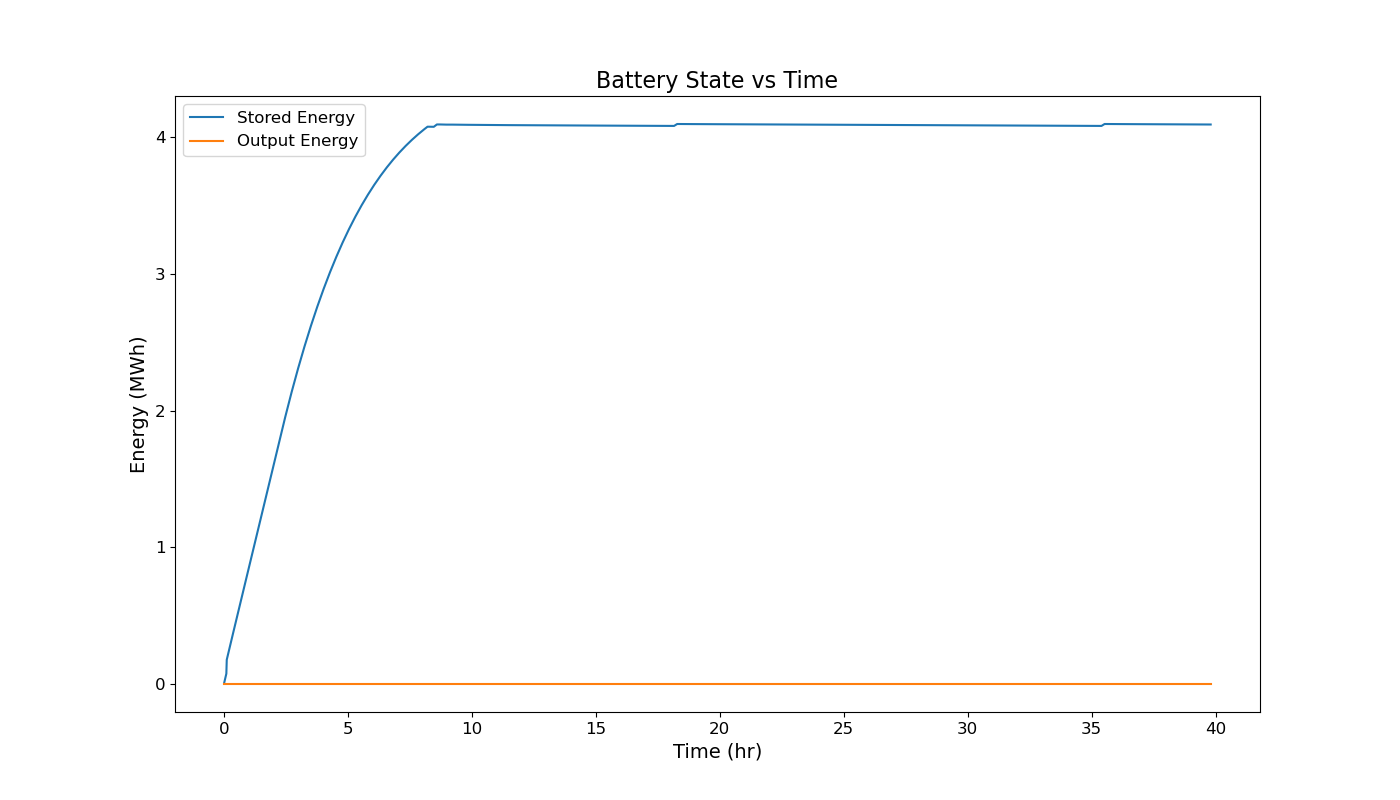 Battery State vs Time
Stored Energy
Output Energy
Energy (MWh)
4
3
2
1
0
0 5 10 15 20 25 30 35 40
Time (hr)